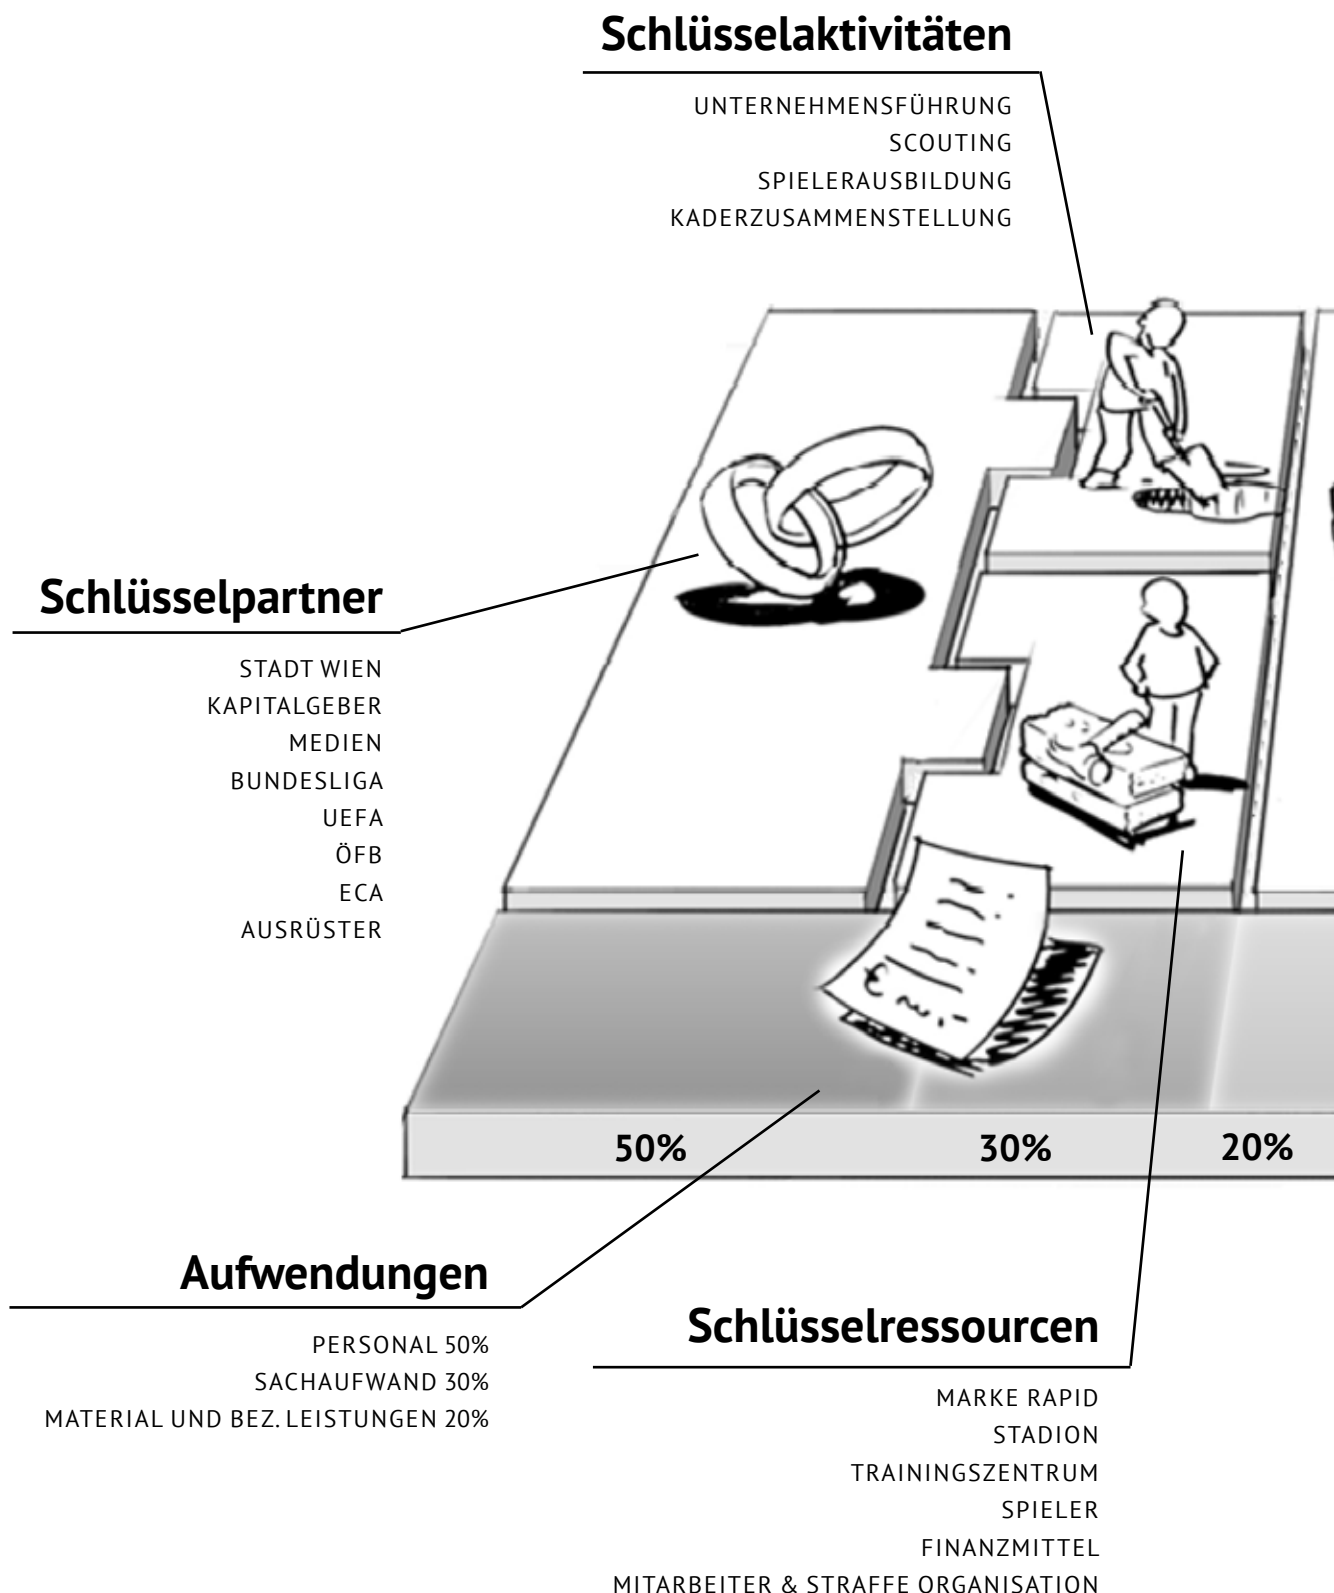 Schlüsselaktivitäten
UNTERNEHMENSFÜHRUNG
SCOUTING
SPIELERAUSBILDUNG
KADERZUSAMMENSTELLUNG
Schlüsselpartner
STADT WIEN
KAPITALGEBER
MEDIEN
BUNDESLIGA
UEFA
ÖFB
ECA
AUSRÜSTER
€
50%
30%
20%
Aufwendungen
PERSONAL 50%
SACHAUFWAND 30%
MATERIAL UND BEZ. LEISTUNGEN 20%
Schlüsselressourcen
MARKE RAPID
STADION
TRAININGSZENTRUM
SPIELER
FINANZMITTEL
MITARBEITER & STRAFFE ORGANISATION